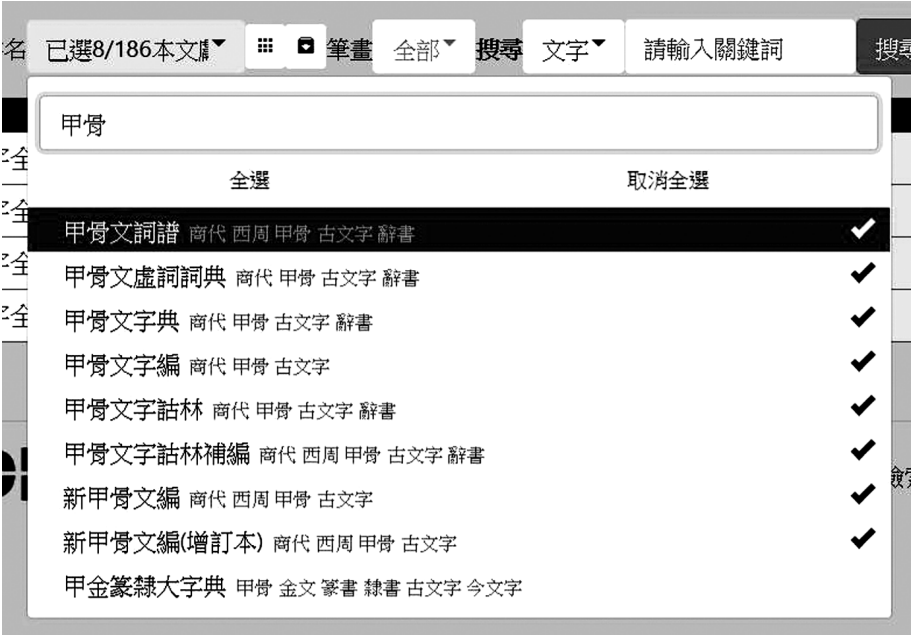 名 已選8/186本文 筆畫 全部 搜尋 文字 請輸入關鍵詞 搜尋
甲骨
全選 取消全選
甲骨文詞譜 商代 西周 甲骨 古文字 辭書
甲骨文虛詞詞典 商代 甲骨 古文字 辭書
甲骨文字典 商代 甲骨 古文字 辭書
甲骨文字編 商代 甲骨 古文字
甲骨文字詁林 商代 甲骨 古文字 辭書
甲骨文字詁林補編 商代 西周 甲骨 古文字 辭書
新甲骨文編 商代 西周 甲骨 古文字
新甲骨文編(增訂本) 商代 西周 甲骨 古文字
甲金篆隸大字典 甲骨 金文 篆書 隸書 古文字 今文字